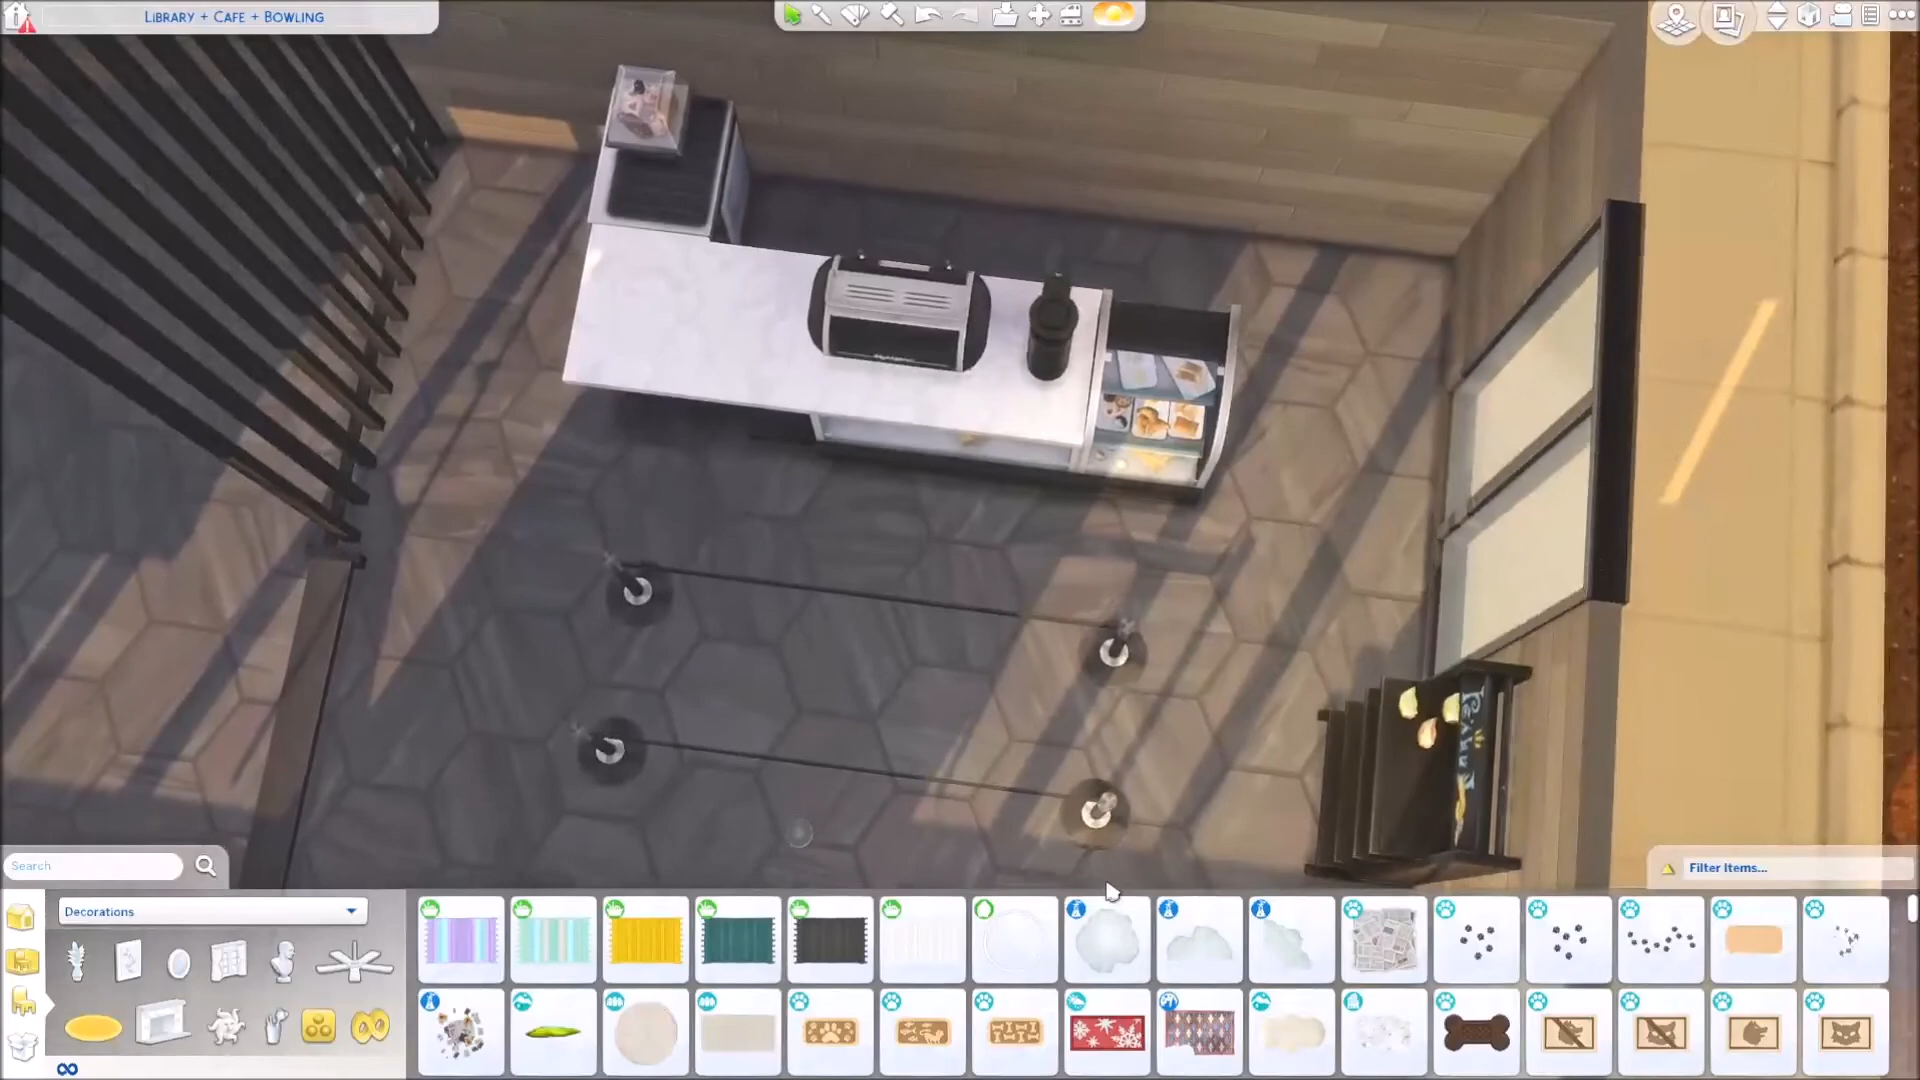 LIBRARY + CAFE + BOWLING
Search
Filter Items...
Decorations